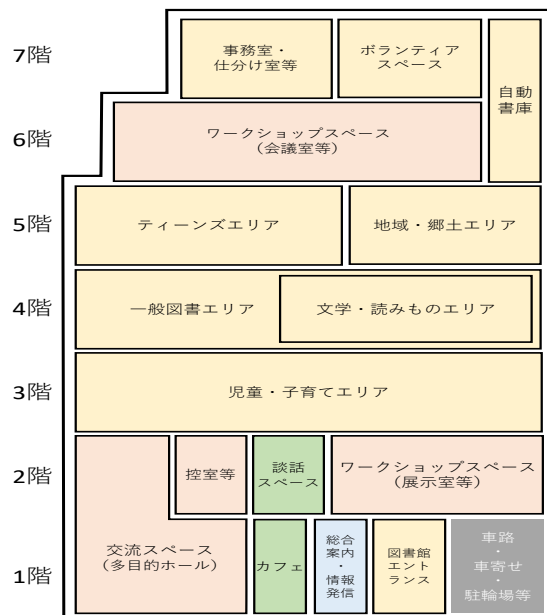 7階
事務室・
仕分け室等
ボランティア
スペース
自動
書庫
6階
ワークショップスペース
(会議室等)
5階
ティーンズエリア
地域・郷土エリア
4階
一般図書エリア
文学・読みものエリア
3階
児童・子育てエリア
2階
控室等
談話
スペース
ワークショップスペース
(展示室等)
1階
交流スペース
(多目的ホール)
カフェ
総合
案内
・
情報
発信
図書館
エント
ランス
車路
・
車寄せ
・
駐輪場等